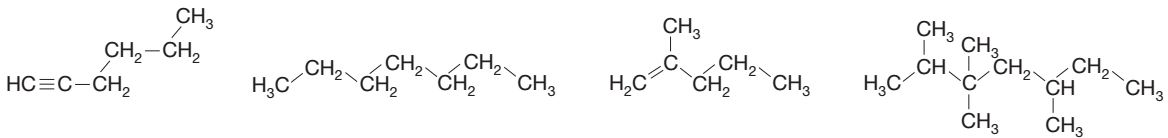 CH₃
CH₂–CH₂
HC≡C–CH₂
CH₂ CH₂ CH₂
H₃C CH₂ CH₂ CH₃
CH₃
CH₂
H₂C CH₂ CH₃
CH₃
CH₃
CH CH₂ CH₂
H₃C C CH CH₃
CH₃ CH₃